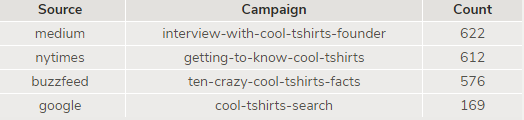 Source Campaign Count
medium interview-with-cool-tshirts-founder 622
nytimes getting-to-know-cool-tshirts 612
buzzfeed ten-crazy-cool-tshirts-facts 576
google cool-tshirts-search 169